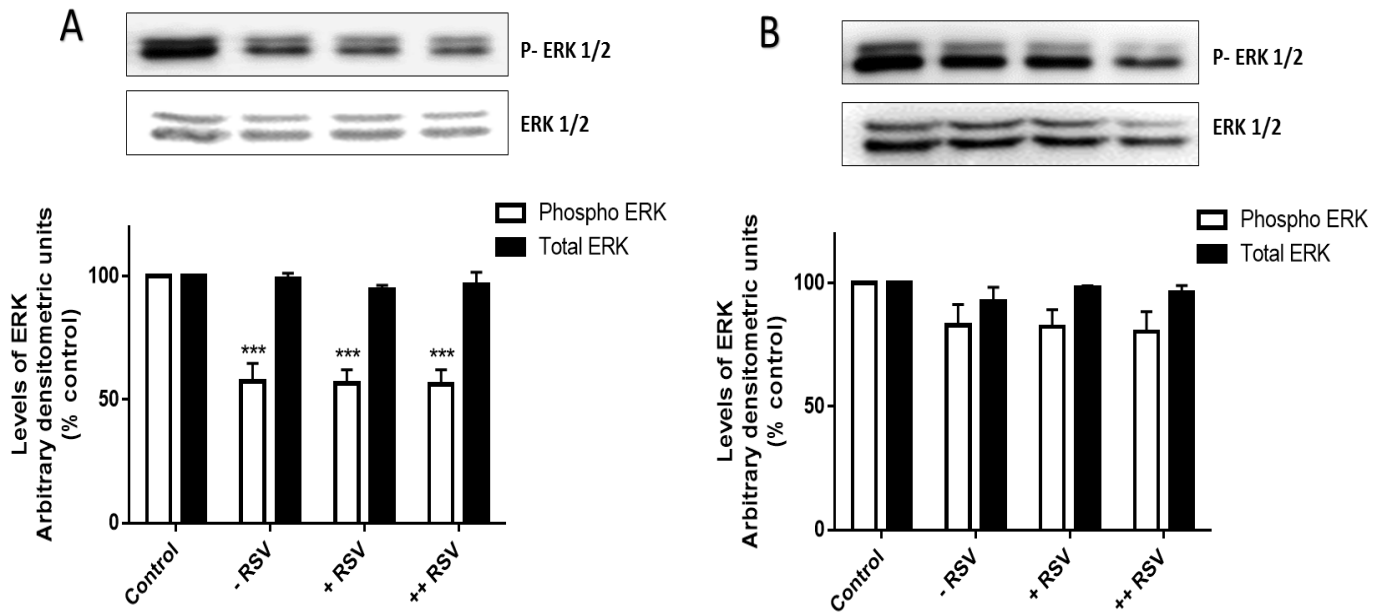 A
P- ERK 1/2
ERK 1/2
Phospho ERK
Total ERK
Levels of ERK
Arbitrary densitometric units
(% control)
100
50
0
Control
- RSV
+ RSV
++ RSV
***
***
***
B
P- ERK 1/2
ERK 1/2
Phospho ERK
Total ERK
Levels of ERK
Arbitrary densitometric units
(% control)
100
50
0
Control
- RSV
+ RSV
++ RSV